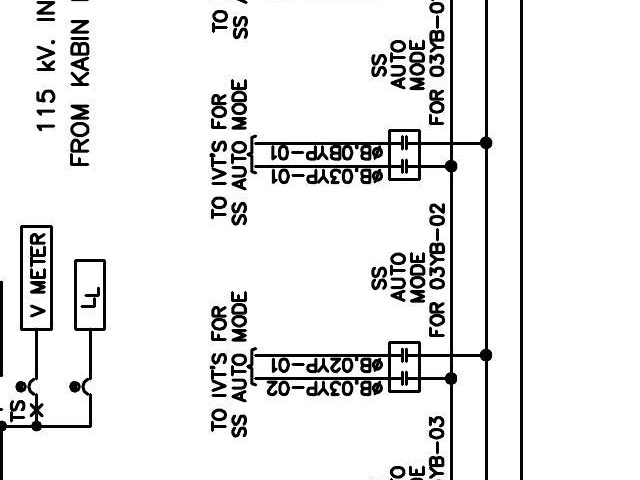 115 kV. IN
FROM KABIN
V METER
LL
TS
TO
SS
TO IVT'S FOR
SS AUTO MODE
øB.0BYP-01
øB.03YP-01
SS
AUTO
MODE
FOR 03YB-0
TO IVT'S FOR
SS AUTO MODE
øB.02YP-01
øB.03YP-02
SS
AUTO
MODE
FOR 03YB-02
YB-03